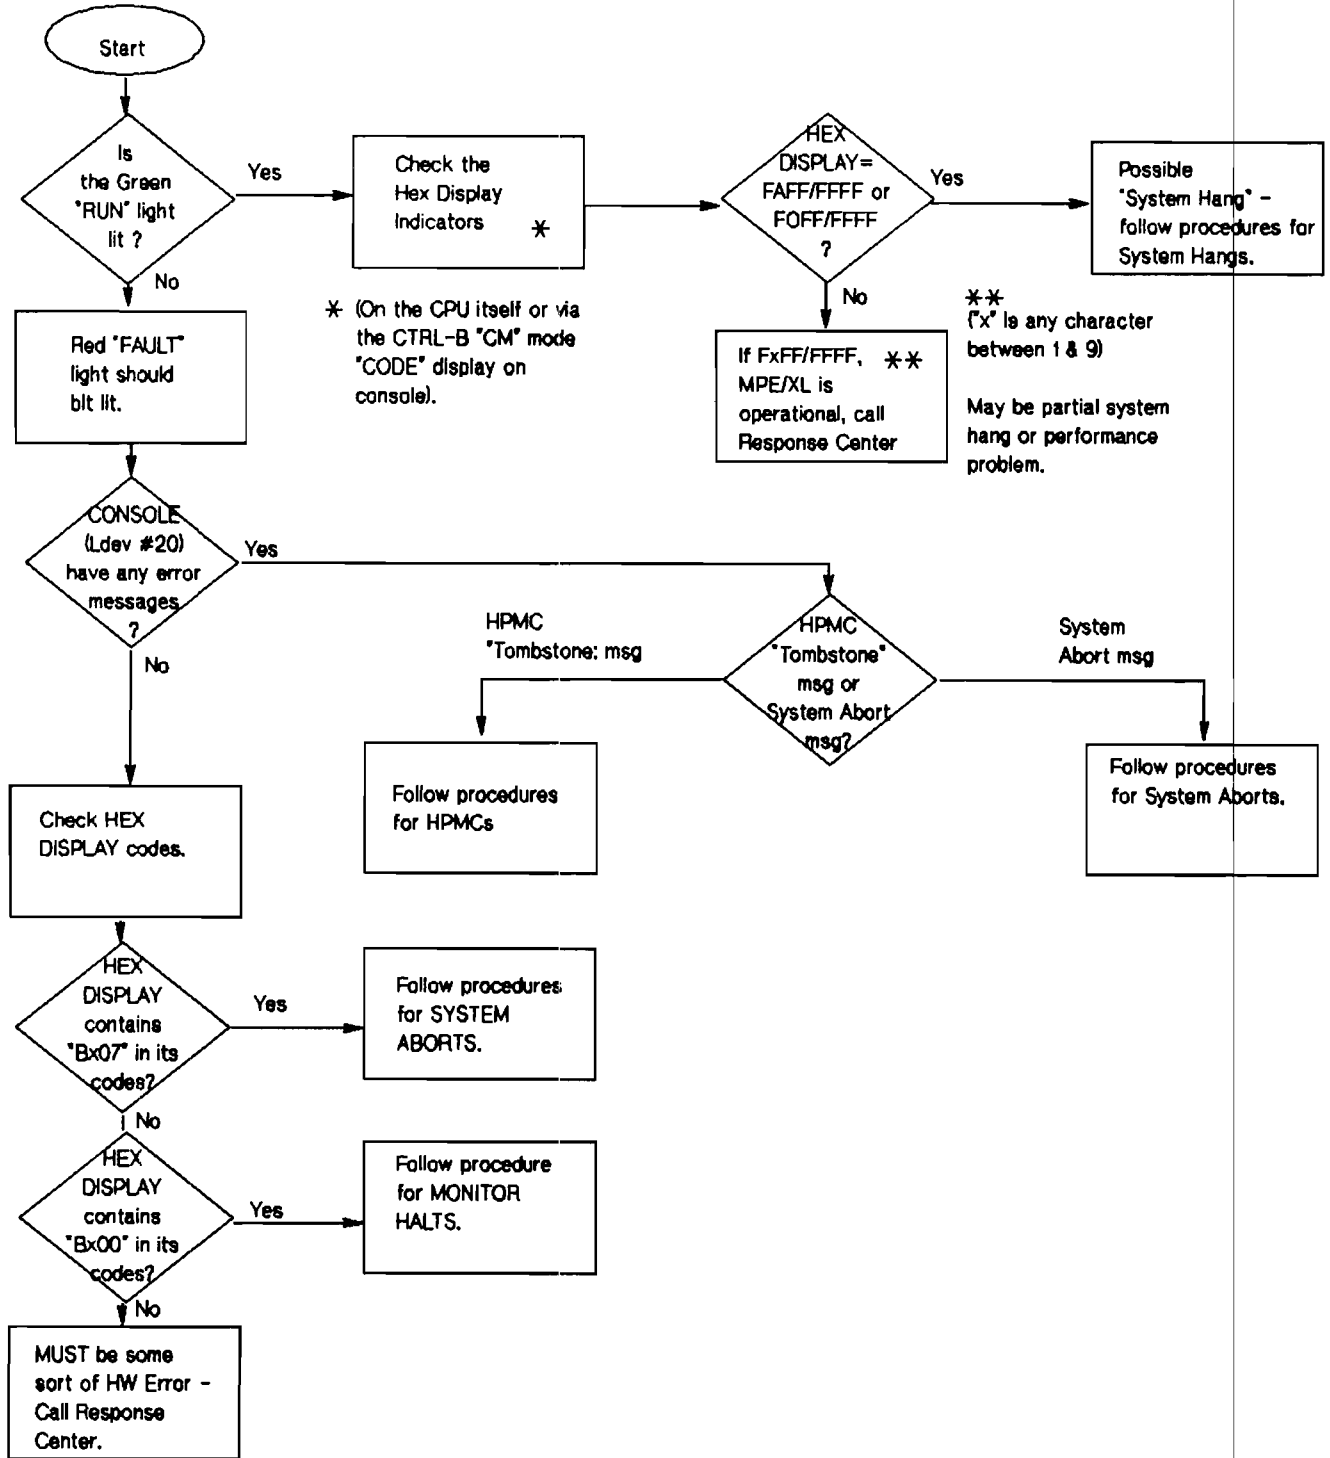 Start
Is
the Green
"RUN" light
lit ?
Yes
Check the
Hex Display
Indicators *
HEX
DISPLAY=
FAFF/FFFF or
FOFF/FFFF
?
Yes
Possible
"System Hang" -
follow procedures for
System Hangs.
No
* (On the CPU itself or via
the CTRL-B "CM" mode
"CODE" display on
console).
No
If FxFF/FFFF, **
MPE/XL is
operational, call
Response Center
**
("x" is any character
between 1 & 9)
May be partial system
hang or performance
problem.
Red "FAULT"
light should
bit lit.
CONSOLE
(Ldev #20)
have any error
messages
?
Yes
HPMC
"Tombstone: msg
HPMC
"Tombstone"
msg or
System Abort
msg?
System
Abort msg
No
Follow procedures
for HPMCs
Follow procedures
for System Aborts.
Check HEX
DISPLAY codes.
HEX
DISPLAY
contains
"Bx07" in its
codes?
Yes
Follow procedures
for SYSTEM
ABORTS.
No
HEX
DISPLAY
contains
"Bx00" in its
codes?
Yes
Follow procedure
for MONITOR
HALTS.
No
MUST be some
sort of HW Error -
Call Response
Center.